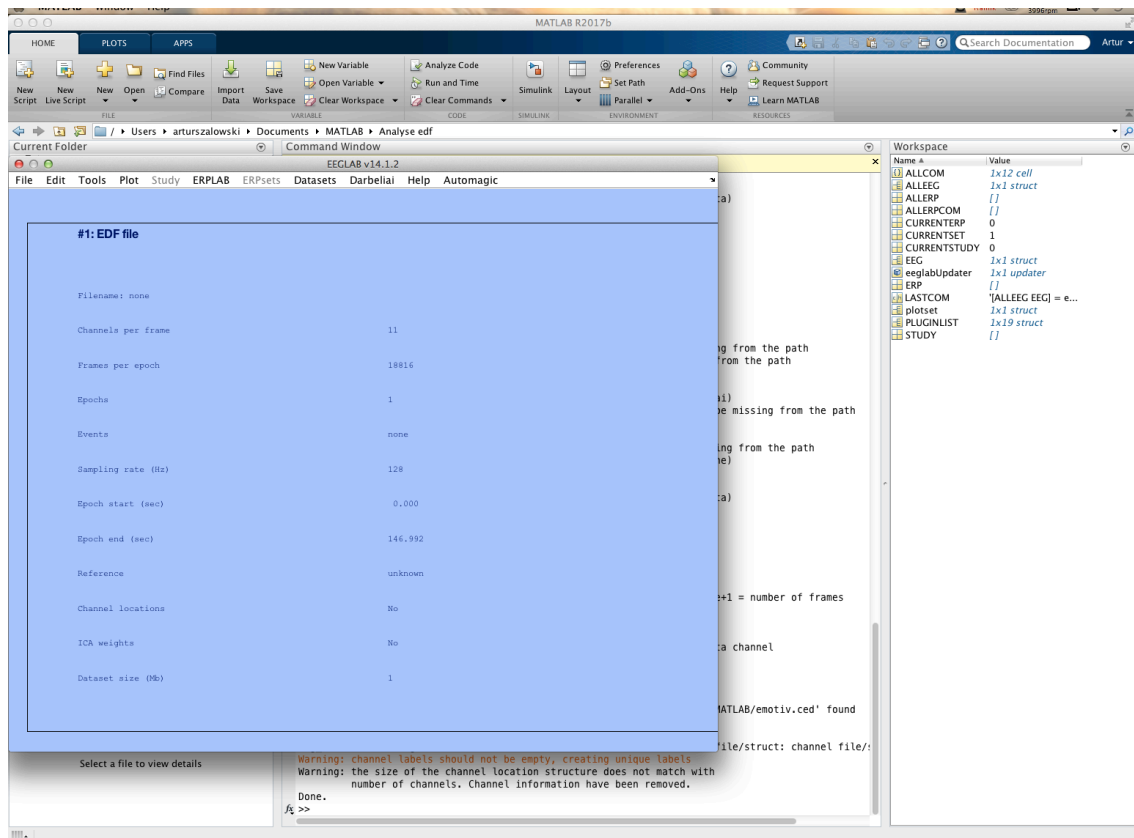 MATLAB Window Help
3996rpm
MATLAB R2017b
HOME PLOTS APPS
Search Documentation Artur
New Script
New Live Script
New
Open
Find Files
Compare
Import Data
Save Workspace
New Variable
Open Variable
Clear Workspace
Analyze Code
Run and Time
Clear Commands
Simulink
Layout
Preferences
Set Path
Parallel
Add-Ons
Help
Community
Request Support
Learn MATLAB
FILE VARIABLE CODE SIMULINK ENVIRONMENT RESOURCES
/ Users arturszalowski Documents MATLAB Analyse edf
Current Folder
Command Window
Workspace
EEGLAB v14.1.2
File Edit Tools Plot Study ERPLAB ERPsets Datasets Darbeliai Help Automagic
#1: EDF file
Filename: none
Channels per frame 11
Frames per epoch 18816
Epochs 1
Events none
Sampling rate (Hz) 128
Epoch start (sec) 0.000
Epoch end (sec) 146.992
Reference unknown
Channel locations No
ICA weights No
Dataset size (Mb) 1
ta)
ng from the path
from the path
ai)
be missing from the path
ing from the path
ne)
ta)
e+1 = number of frames
ta channel
MATLAB/emotiv.ced' found
file/struct: channel file/s
Warning: channel labels should not be empty, creating unique labels
Warning: the size of the channel location structure does not match with
number of channels. Channel information have been removed.
Done.
fx >>
Select a file to view details
Name Value
ALLCOM 1x12 cell
ALLEEG 1x1 struct
ALLERP []
ALLERPCOM []
CURRENTERP 0
CURRENTSET 1
CURRENTSTUDY 0
EEG 1x1 struct
eeglabUpdater 1x1 updater
ERP []
LASTCOM '[ALLEEG EEG] = e...
plotset 1x1 struct
PLUGINLIST 1x19 struct
STUDY []